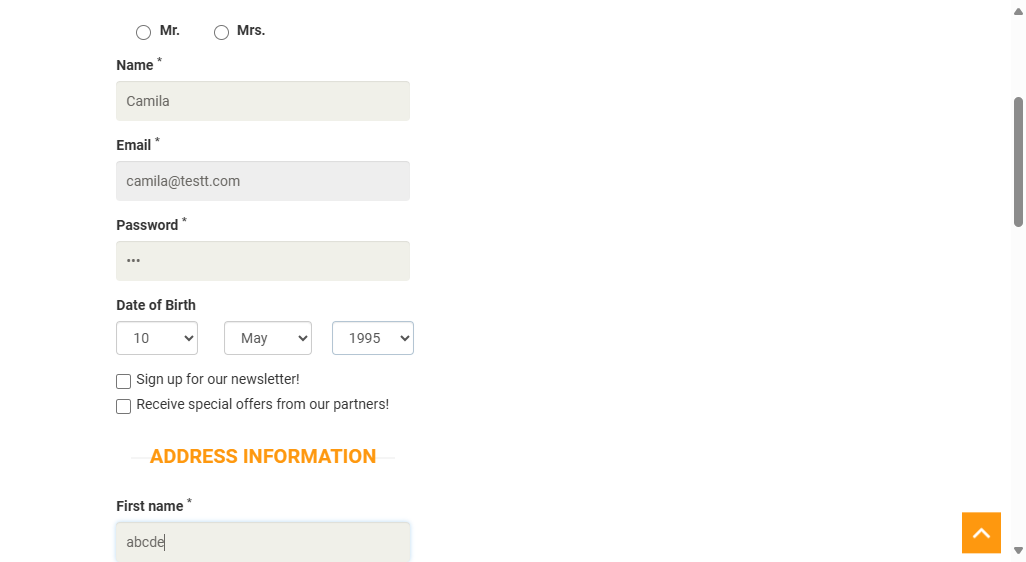 Mr. Mrs.
Name *
Camila
Email *
camila@testt.com
Password *
•••
Date of Birth
10 May 1995
Sign up for our newsletter!
Receive special offers from our partners!
ADDRESS INFORMATION
First name *
abcde